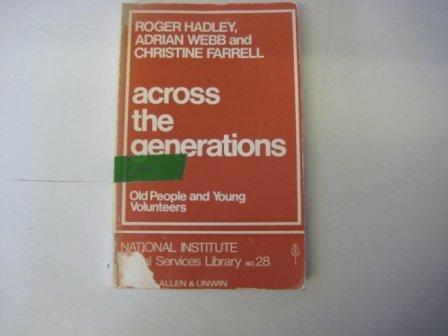 ROGER HADLEY,
ADRIAN WEBB and
CHRISTINE FARRELL
across
the
generations
Old People and Young
Volunteers
NATIONAL INSTITUTE
Services Library NO.28
ALLEN & UNWIN